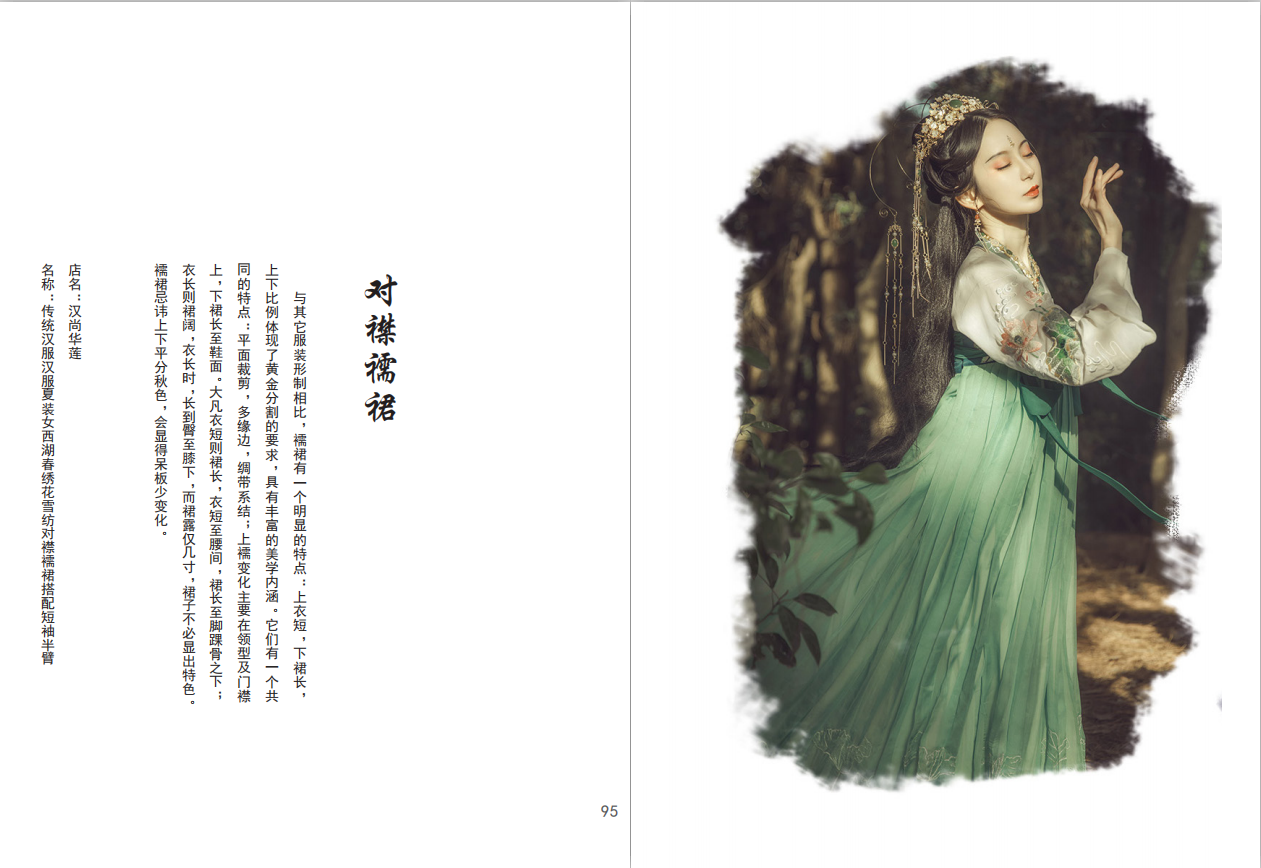 对襟襦裙
与其它服装形制相比，襦裙有一个明显的特点：上衣短，下裙长，
上下比例体现了黄金分割的要求，具有丰富的美学内涵。它们有一个共
同的特点：平面裁剪，多缘边，绸带系结；上襦变化主要在领型及门襟
上，下裙长至鞋面。大凡衣短则裙长，衣短至腰间，裙长至脚踝骨之下；
衣长则裙阔，衣长时，长到臀至膝下，而裙露仅几寸，裙子不必显出特色。
襦裙忌讳上下平分秋色，会显得呆板少变化。
店名：汉尚华莲
名称：传统汉服汉服夏装女西湖春绣花雪纺对襟襦裙搭配短袖半臂
95